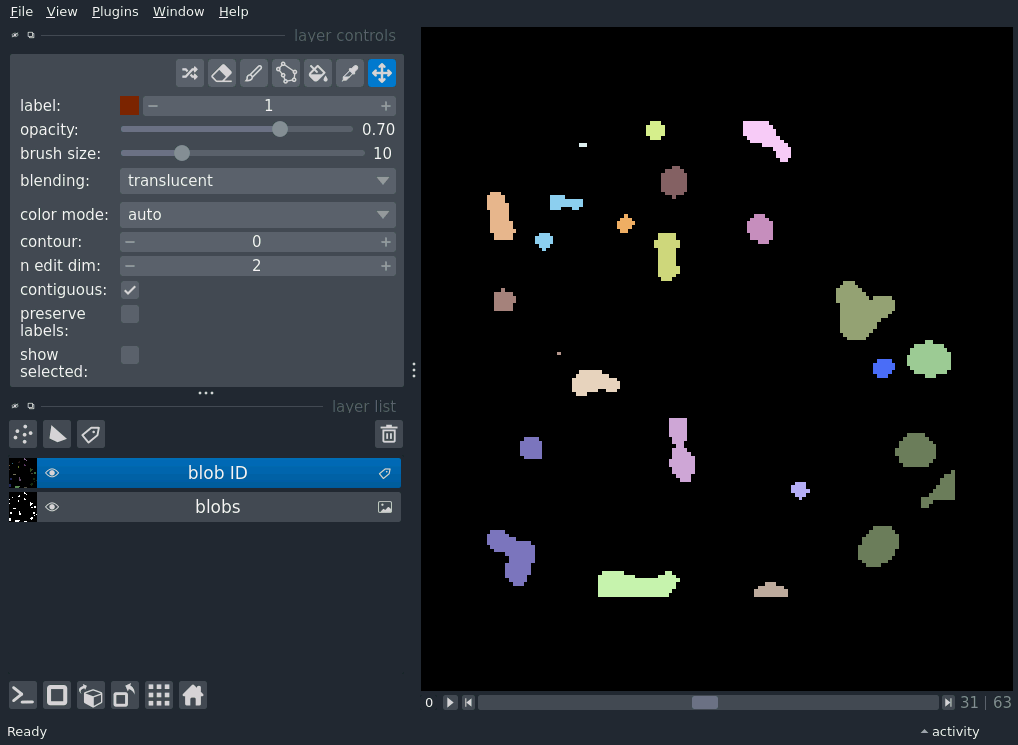 File View Plugins Window Help
layer controls
label: 1
opacity: 0.70
brush size: 10
blending: translucent
color mode: auto
contour: 0
n edit dim: 2
contiguous:
preserve
labels:
show
selected:
layer list
blob ID
blobs
0 31 | 63
Ready activity